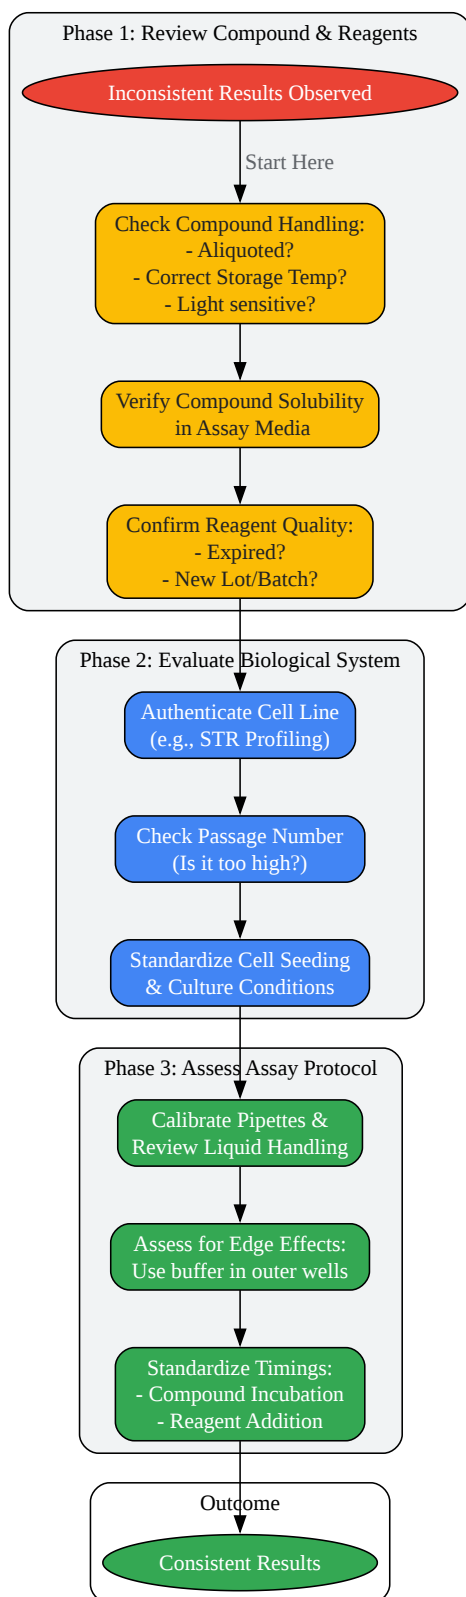 Phase 1: Review Compound & Reagents
Inconsistent Results Observed
Start Here
Check Compound Handling:
- Aliquoted?
- Correct Storage Temp?
- Light sensitive?
Verify Compound Solubility
in Assay Media
Confirm Reagent Quality:
- Expired?
- New Lot/Batch?
Phase 2: Evaluate Biological System
Authenticate Cell Line
(e.g., STR Profiling)
Check Passage Number
(Is it too high?)
Standardize Cell Seeding
& Culture Conditions
Phase 3: Assess Assay Protocol
Calibrate Pipettes &
Review Liquid Handling
Assess for Edge Effects:
Use buffer in outer wells
Standardize Timings:
- Compound Incubation
- Reagent Addition
Outcome
Consistent Results